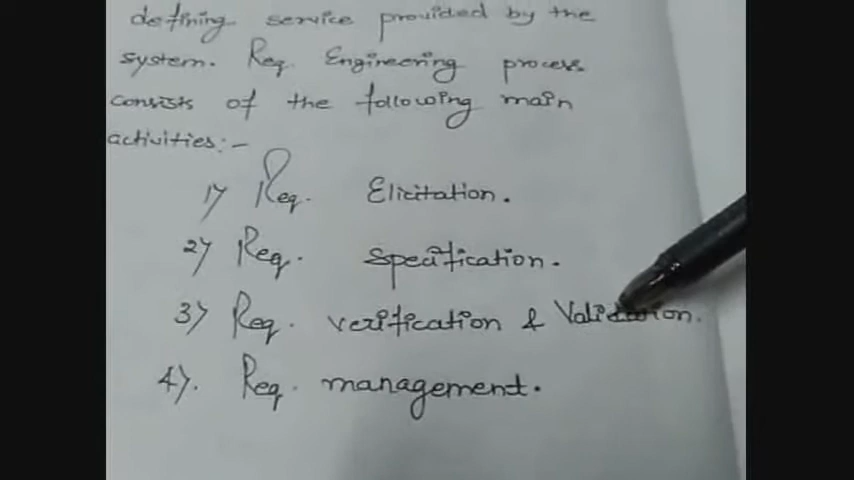 defining service provided by the
system. Req. Engineering process
consists of the following main
activities:-
1) Req. Elicitation.
2) Req. specification.
3) Req. verification & Validation.
4). Req. management.